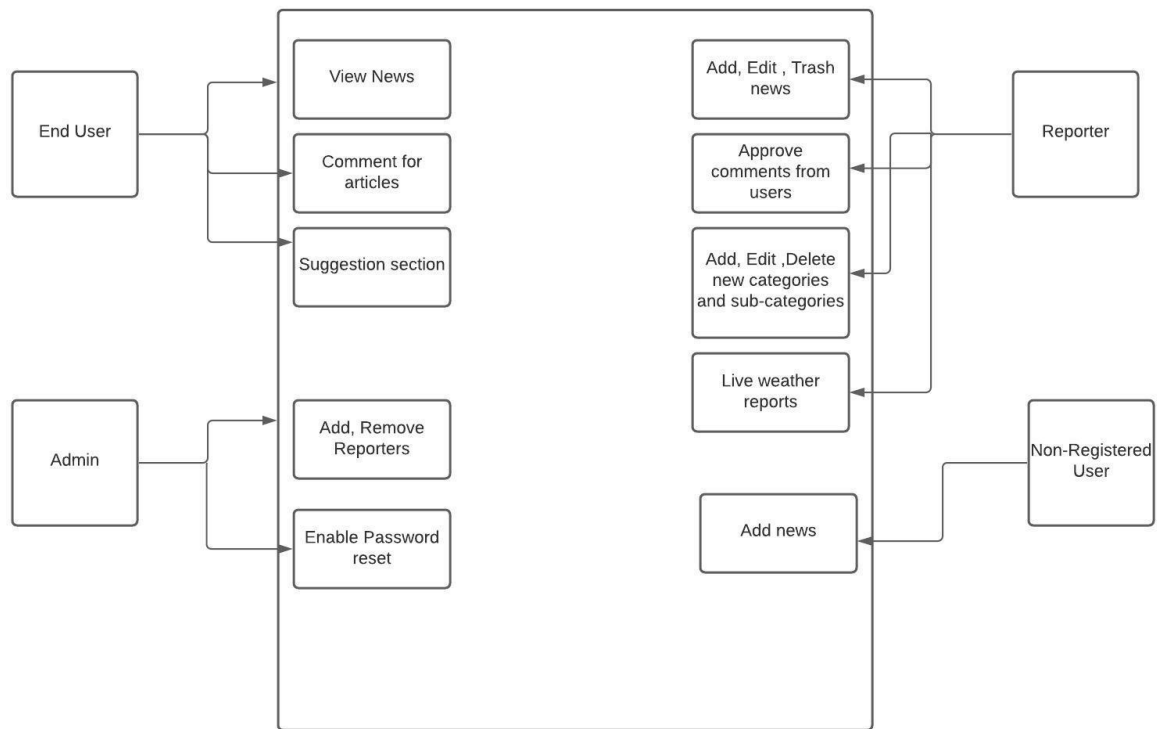 End User
View News
Comment for
articles
Suggestion section
Admin
Add, Remove
Reporters
Enable Password
reset
Add, Edit , Trash
news
Approve
comments from
users
Add, Edit ,Delete
new categories
and sub-categories
Live weather
reports
Add news
Reporter
Non-Registered
User